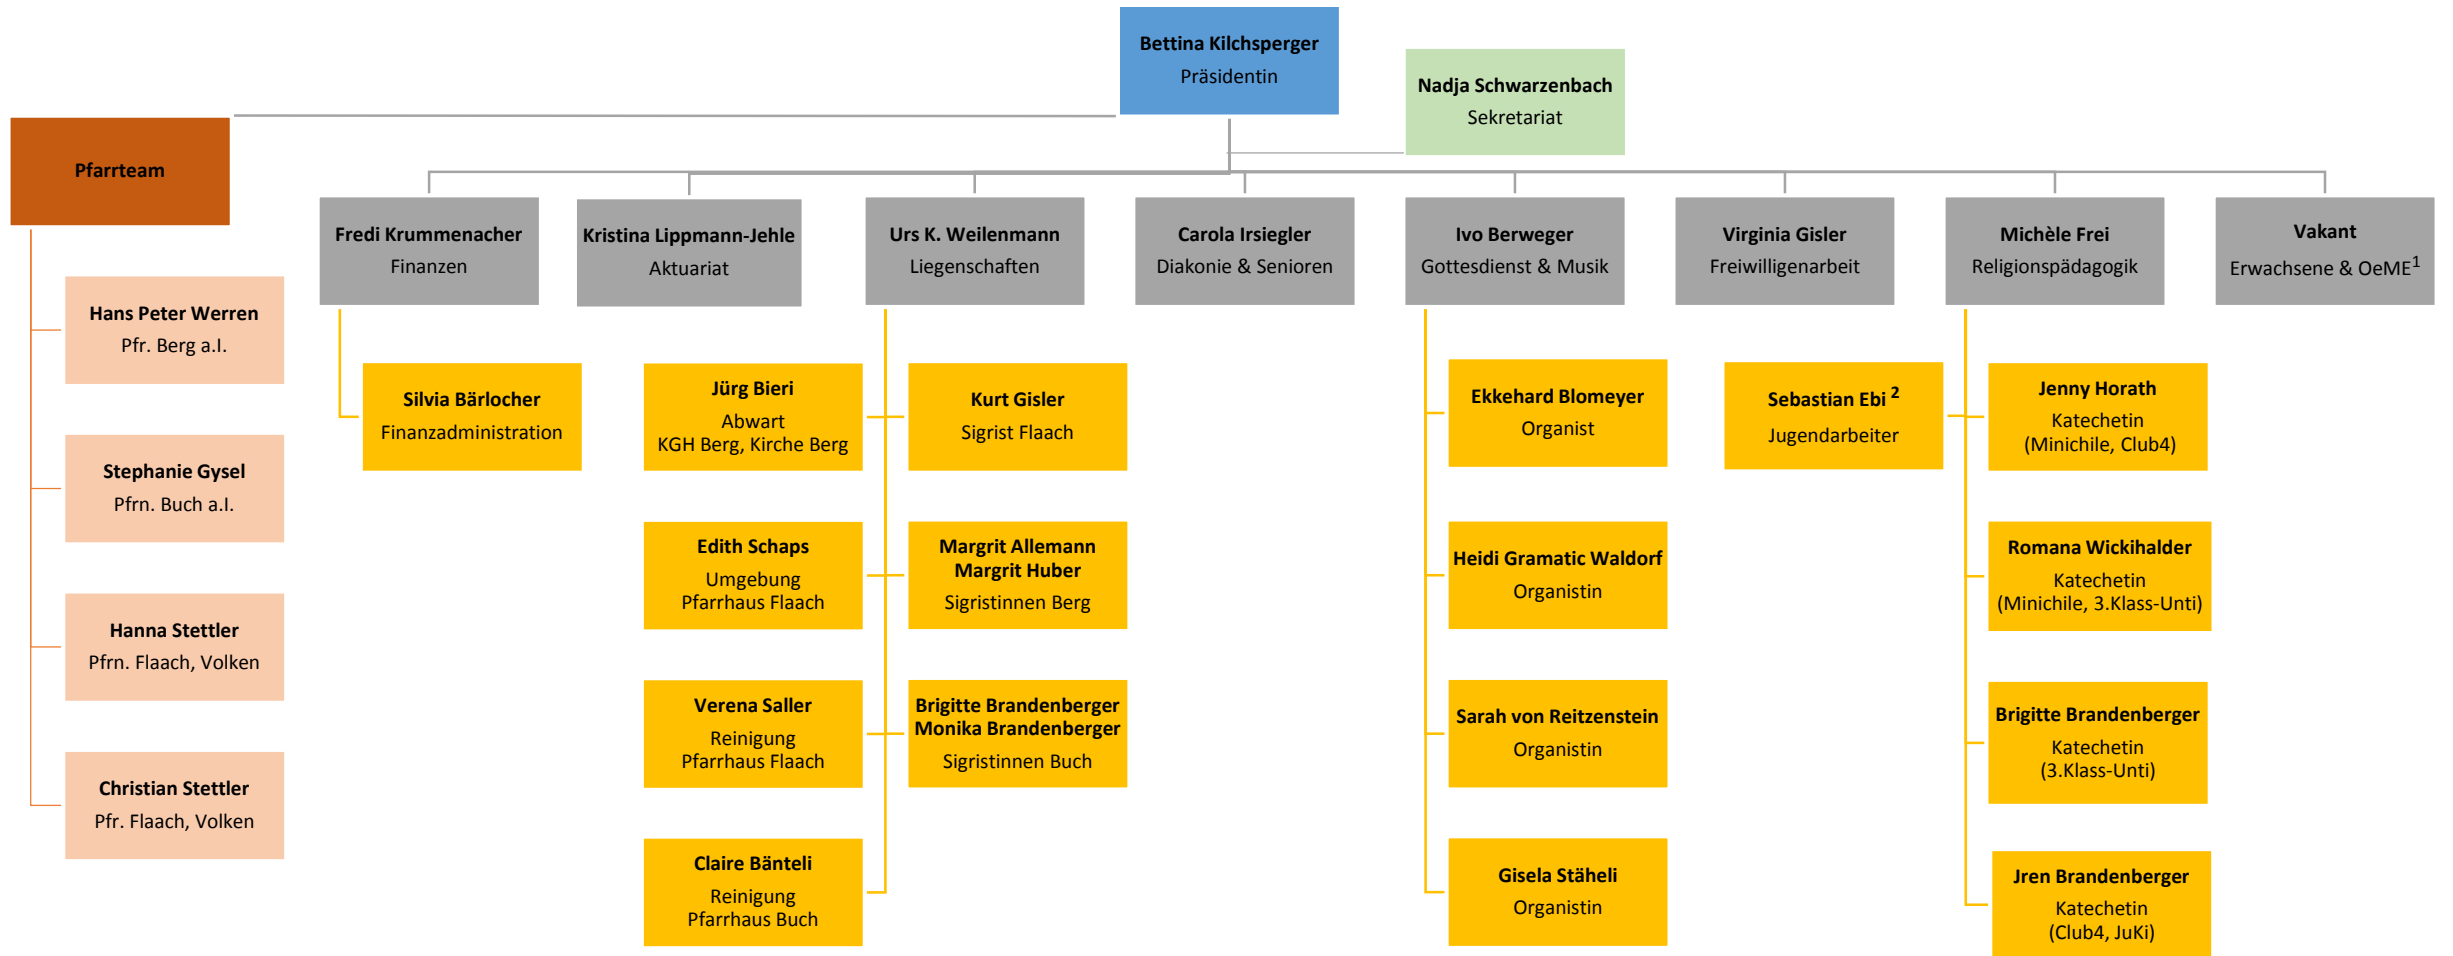 Bettina Kilchsperger
Präsidentin
Nadja Schwarzenbach
Sekretariat
Pfarrteam
Hans Peter Werren
Pfr. Berg a.I.
Stephanie Gysel
Pfrn. Buch a.I.
Hanna Stettler
Pfrn. Flaach, Volken
Christian Stettler
Pfr. Flaach, Volken
Fredi Krummenacher
Finanzen
Silvia Bärlocher
Finanzadministration
Kristina Lippmann-Jehle
Aktuariat
Urs K. Weilenmann
Liegenschaften
Jürg Bieri
Abwart
KGH Berg, Kirche Berg
Edith Schaps
Umgebung
Pfarrhaus Flaach
Verena Saller
Reinigung
Pfarrhaus Flaach
Claire Bänteli
Reinigung
Pfarrhaus Buch
Kurt Gisler
Sigrist Flaach
Margrit Allemann
Margrit Huber
Sigristinnen Berg
Brigitte Brandenberger
Monika Brandenberger
Sigristinnen Buch
Carola Irsiegler
Diakonie & Senioren
Ivo Berweger
Gottesdienst & Musik
Ekkehard Blomeyer
Organist
Heidi Gramatic Waldorf
Organistin
Sarah von Reitzenstein
Organistin
Gisela Stäheli
Organistin
Virginia Gisler
Freiwilligenarbeit
Michèle Frei
Religionspädagogik
Sebastian Ebi ²
Jugendarbeiter
Jenny Horath
Katechetin
(Minichile, Club4)
Romana Wickihalder
Katechetin
(Minichile, 3.Klass-Unti)
Brigitte Brandenberger
Katechetin
(3.Klass-Unti)
Jren Brandenberger
Katechetin
(Club4, JuKi)
Vakant
Erwachsene & OeME¹